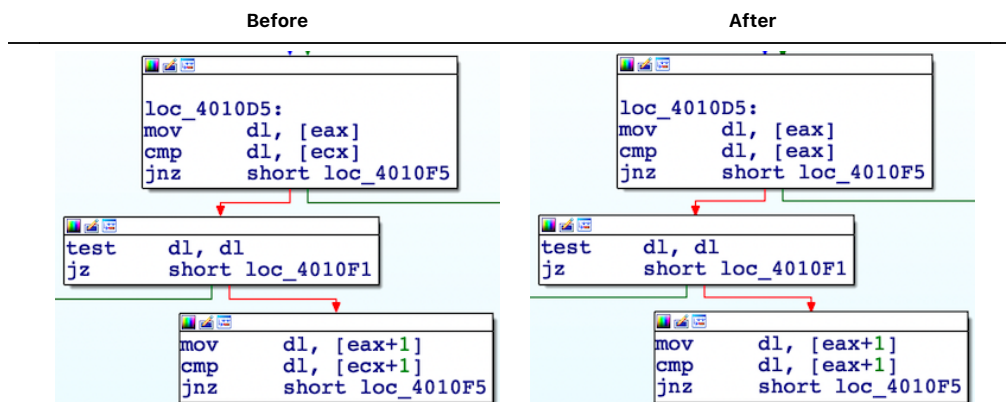 Before
After
loc_4010D5:
mov dl, [eax]
cmp dl, [ecx]
jnz short loc_4010F5
test dl, dl
jz short loc_4010F1
mov dl, [eax+1]
cmp dl, [ecx+1]
jnz short loc_4010F5
loc_4010D5:
mov dl, [eax]
cmp dl, [eax]
jnz short loc_4010F5
test dl, dl
jz short loc_4010F1
mov dl, [eax+1]
cmp dl, [eax+1]
jnz short loc_4010F5